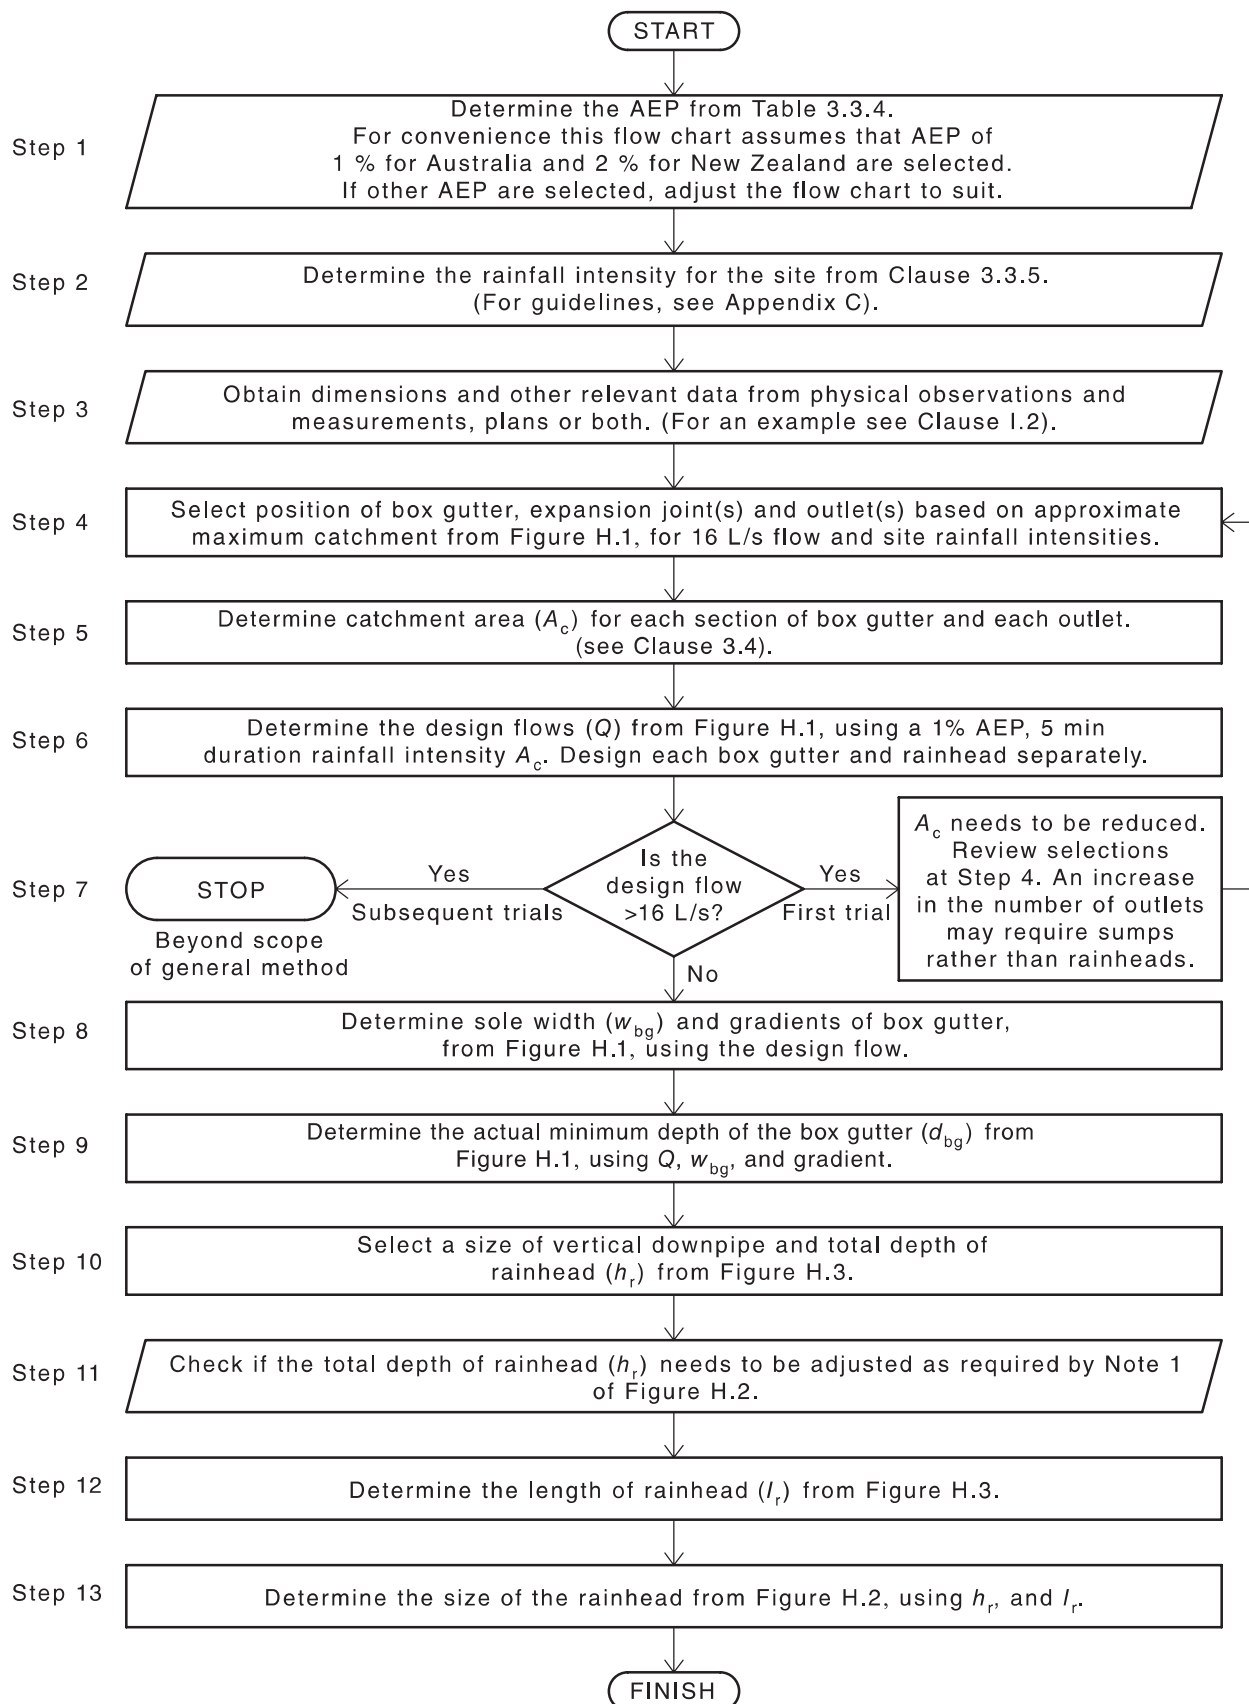 START
Step 1
Determine the AEP from Table 3.3.4.
For convenience this flow chart assumes that AEP of
1 % for Australia and 2 % for New Zealand are selected.
If other AEP are selected, adjust the flow chart to suit.
Step 2
Determine the rainfall intensity for the site from Clause 3.3.5.
(For guidelines, see Appendix C).
Step 3
Obtain dimensions and other relevant data from physical observations and
measurements, plans or both. (For an example see Clause I.2).
Step 4
Select position of box gutter, expansion joint(s) and outlet(s) based on approximate
maximum catchment from Figure H.1, for 16 L/s flow and site rainfall intensities.
Step 5
Determine catchment area (Ac) for each section of box gutter and each outlet.
(see Clause 3.4).
Step 6
Determine the design flows (Q) from Figure H.1, using a 1% AEP, 5 min
duration rainfall intensity Ac. Design each box gutter and rainhead separately.
Step 7
STOP
Beyond scope
of general method
Yes
Subsequent trials
Is the
design flow
>16 L/s?
Yes
First trial
Ac needs to be reduced.
Review selections
at Step 4. An increase
in the number of outlets
may require sumps
rather than rainheads.
No
Step 8
Determine sole width (wbg) and gradients of box gutter,
from Figure H.1, using the design flow.
Step 9
Determine the actual minimum depth of the box gutter (dbg) from
Figure H.1, using Q, wbg, and gradient.
Step 10
Select a size of vertical downpipe and total depth of
rainhead (hr) from Figure H.3.
Step 11
Check if the total depth of rainhead (hr) needs to be adjusted as required by Note 1
of Figure H.2.
Step 12
Determine the length of rainhead (lr) from Figure H.3.
Step 13
Determine the size of the rainhead from Figure H.2, using hr, and lr.
FINISH